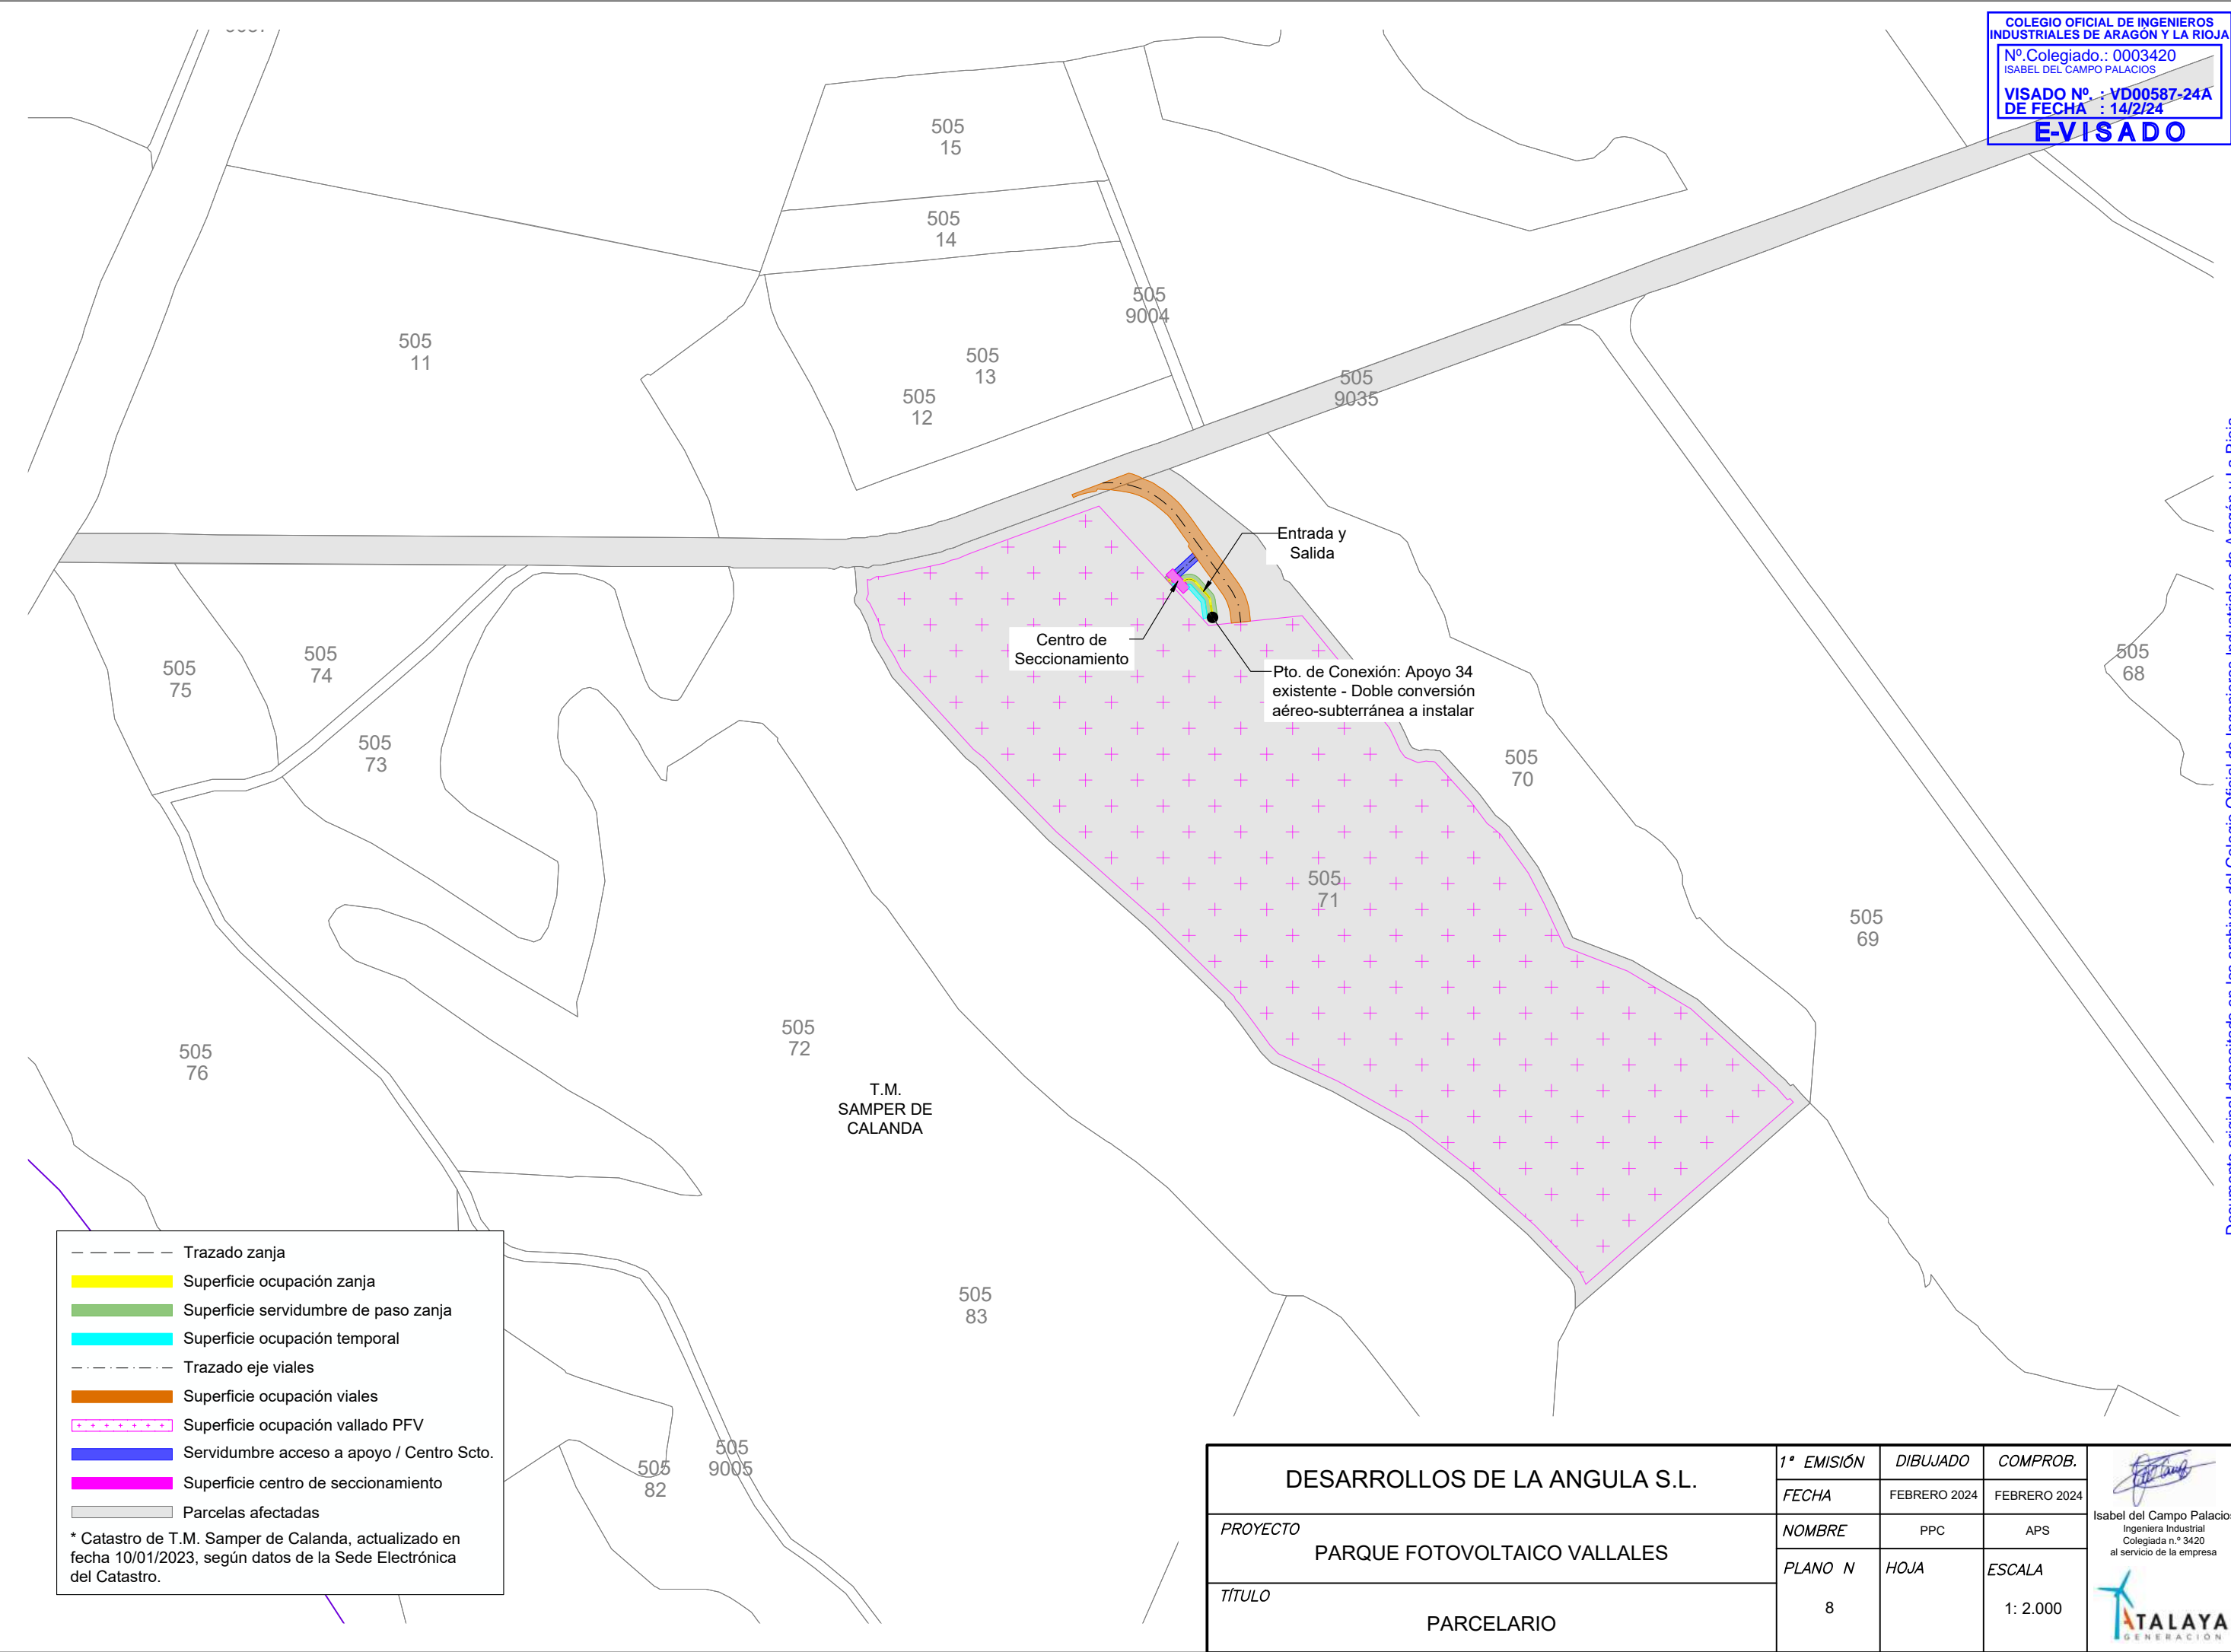 COLEGIO OFICIAL DE INGENIEROS
INDUSTRIALES DE ARAGÓN Y LA RIOJA
Nº.Colegiado.: 0003420
ISABEL DEL CAMPO PALACIOS
VISADO Nº. : VD00587-24A
DE FECHA : 14/2/24
E-VISADO
505
15
505
14
505
9004
505
11
505
13
505
12
505
9035
Entrada y
Salida
Centro de
Seccionamiento
Pto. de Conexión: Apoyo 34
existente - Doble conversión
aéreo-subterránea a instalar
505
75
505
74
505
73
505
68
505
70
505
71
505
69
505
72
505
76
T.M.
SAMPER DE
CALANDA
505
83
505
82
505
9005
Trazado zanja
Superficie ocupación zanja
Superficie servidumbre de paso zanja
Superficie ocupación temporal
Trazado eje viales
Superficie ocupación viales
Superficie ocupación vallado PFV
Servidumbre acceso a apoyo / Centro Scto.
Superficie centro de seccionamiento
Parcelas afectadas
* Catastro de T.M. Samper de Calanda, actualizado en
fecha 10/01/2023, según datos de la Sede Electrónica
del Catastro.
DESARROLLOS DE LA ANGULA S.L.
PROYECTO
PARQUE FOTOVOLTAICO VALLALES
TÍTULO
PARCELARIO
1ª EMISIÓN DIBUJADO COMPROB.
FECHA FEBRERO 2024 FEBRERO 2024
NOMBRE PPC APS
PLANO N HOJA ESCALA
8 1: 2.000
Isabel del Campo Palacios
Ingeniera Industrial
Colegiada n.º 3420
al servicio de la empresa
ATALAYA
GENERACIÓN